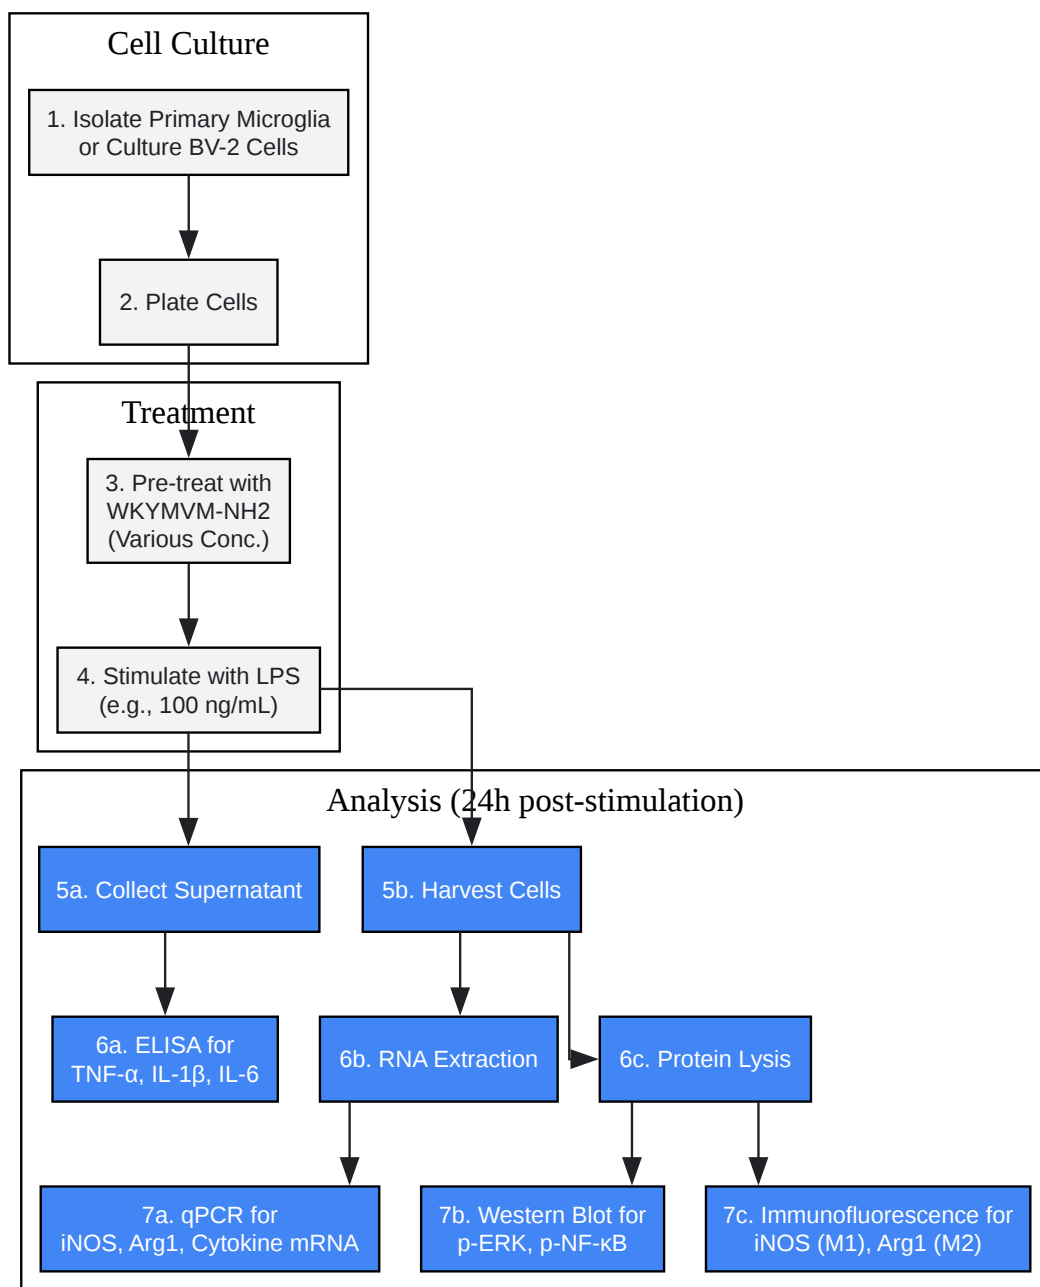 Cell Culture
1. Isolate Primary Microglia
or Culture BV-2 Cells
2. Plate Cells
Treatment
3. Pre-treat with
WKYMVM-NH2
(Various Conc.)
4. Stimulate with LPS
(e.g., 100 ng/mL)
Analysis (24h post-stimulation)
5a. Collect Supernatant
5b. Harvest Cells
6a. ELISA for
TNF-α, IL-1β, IL-6
6b. RNA Extraction
6c. Protein Lysis
7a. qPCR for
iNOS, Arg1, Cytokine mRNA
7b. Western Blot for
p-ERK, p-NF-κB
7c. Immunofluorescence for
iNOS (M1), Arg1 (M2)